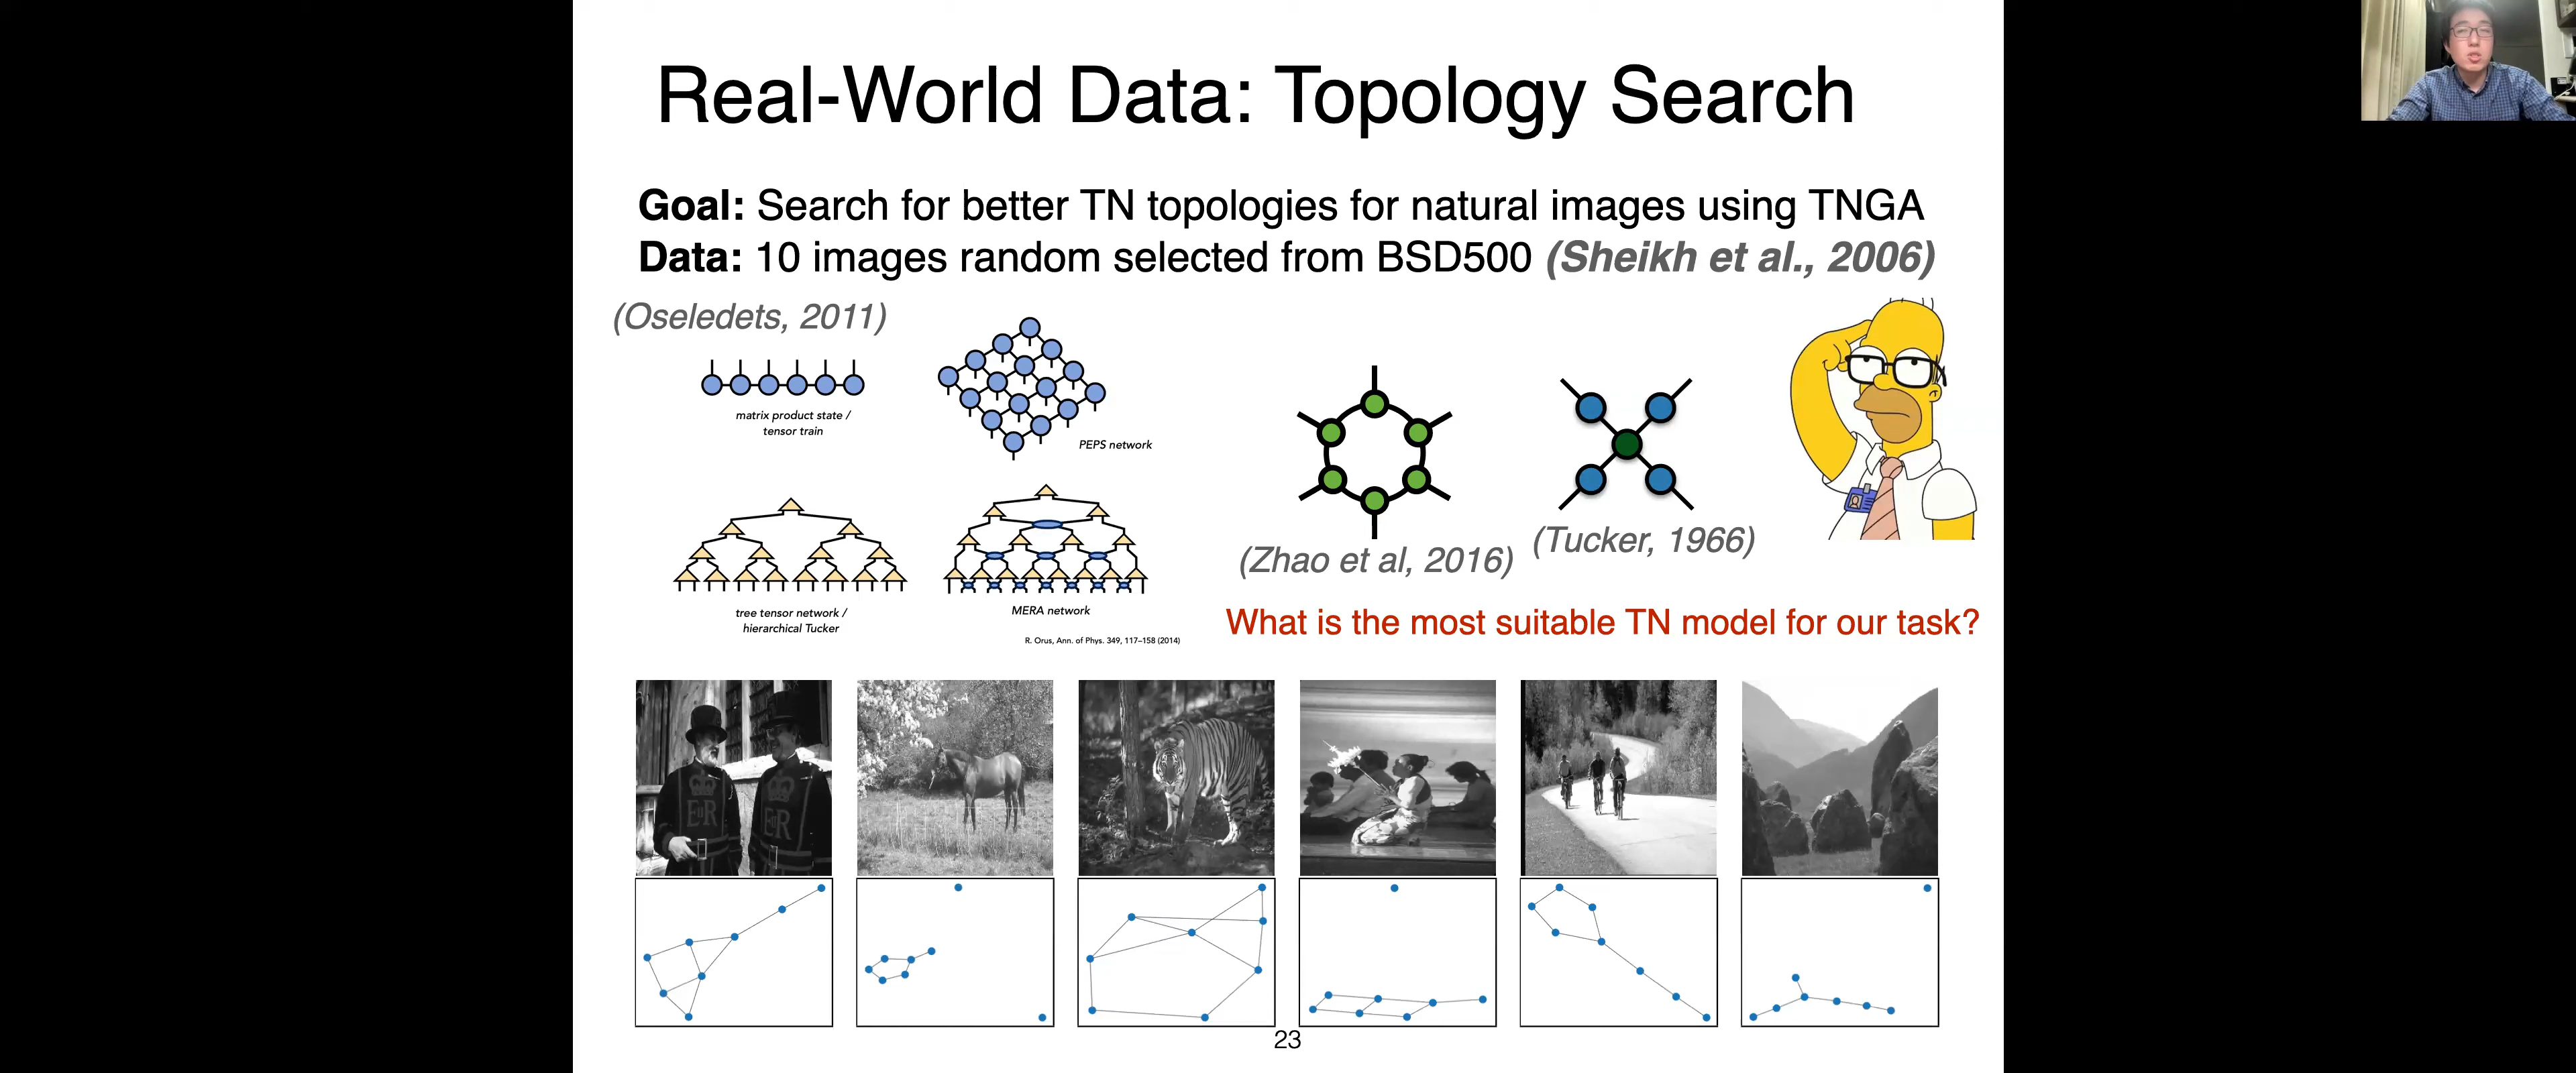 Real-World Data: Topology Search
Goal: Search for better TN topologies for natural images using TNGA
Data: 10 images random selected from BSD500 (Sheikh et al., 2006)
(Oseledets, 2011)
matrix product state /
tensor train
PEPS network
tree tensor network /
hierarchical Tucker
MERA network
R. Orus, Ann. of Phys. 349, 117–158 (2014)
(Zhao et al, 2016)
(Tucker, 1966)
What is the most suitable TN model for our task?
E R
E R
23